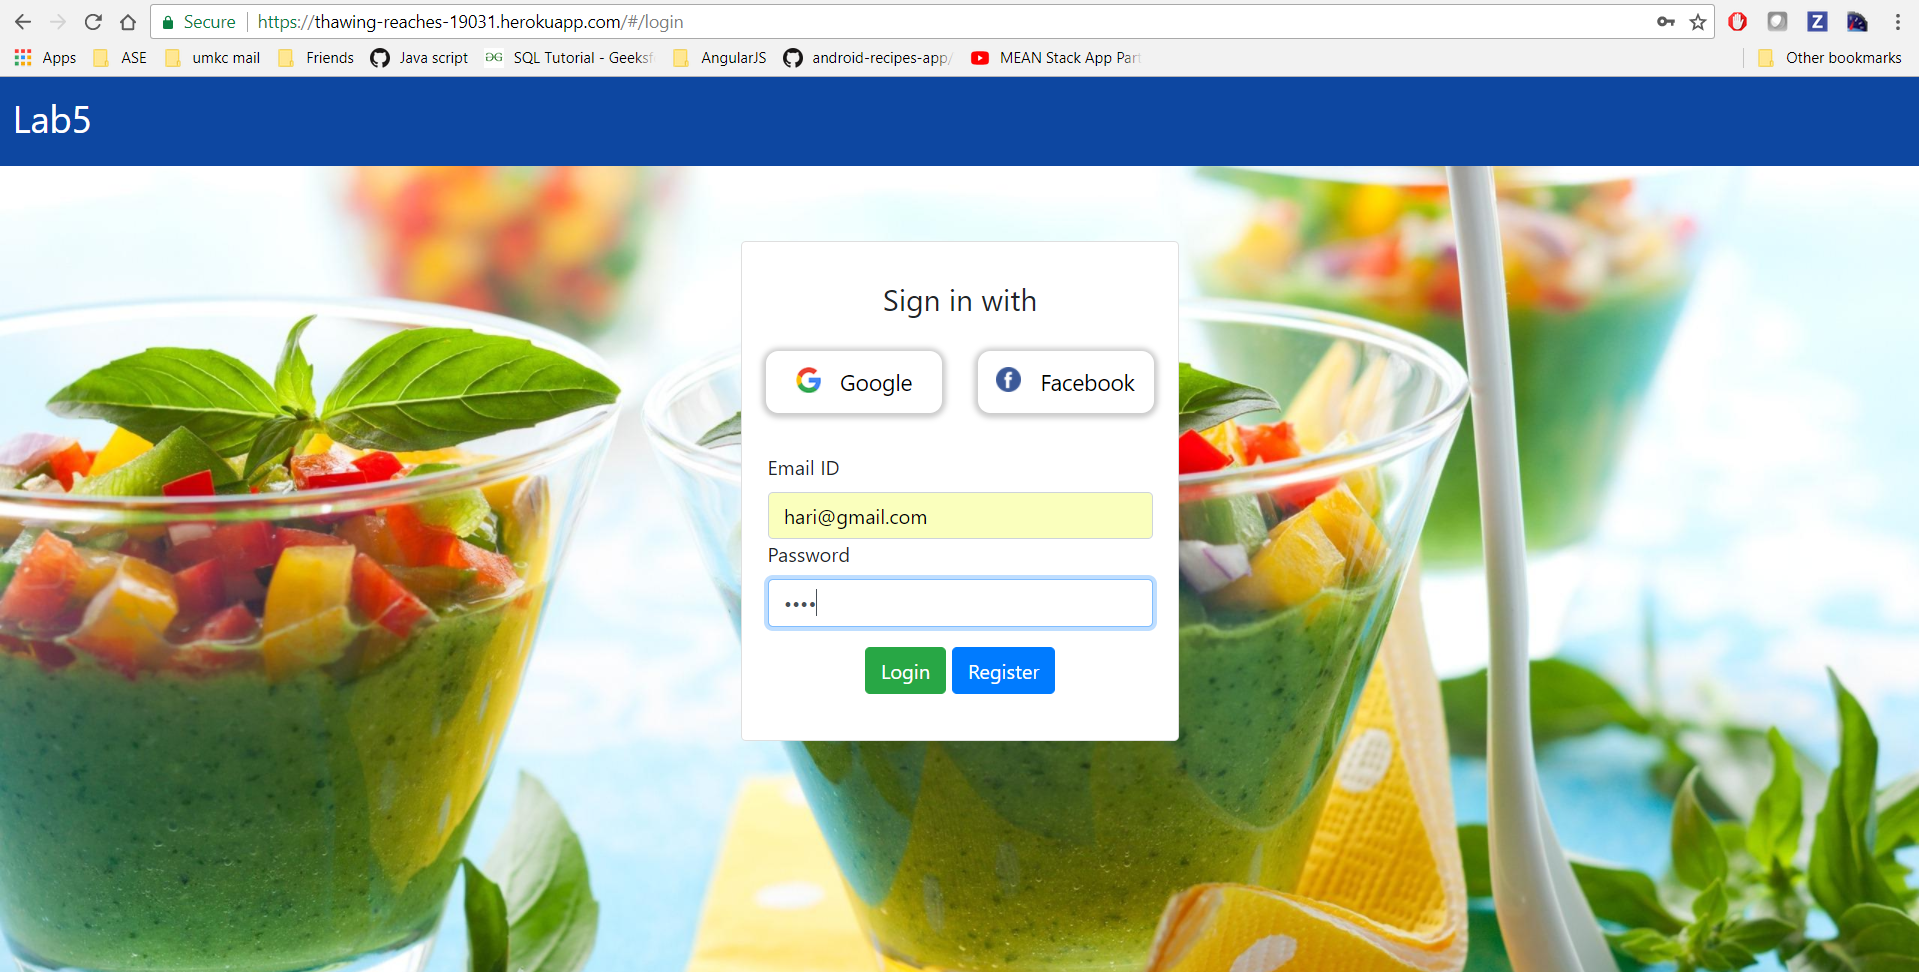 Secure https://thawing-reaches-19031.herokuapp.com/#/login
Apps ASE umkc mail Friends Java script SQL Tutorial - Geeksf AngularJS android-recipes-app/ MEAN Stack App Part Other bookmarks
Lab5
Sign in with
Google Facebook
Email ID
hari@gmail.com
Password
••••
Login Register